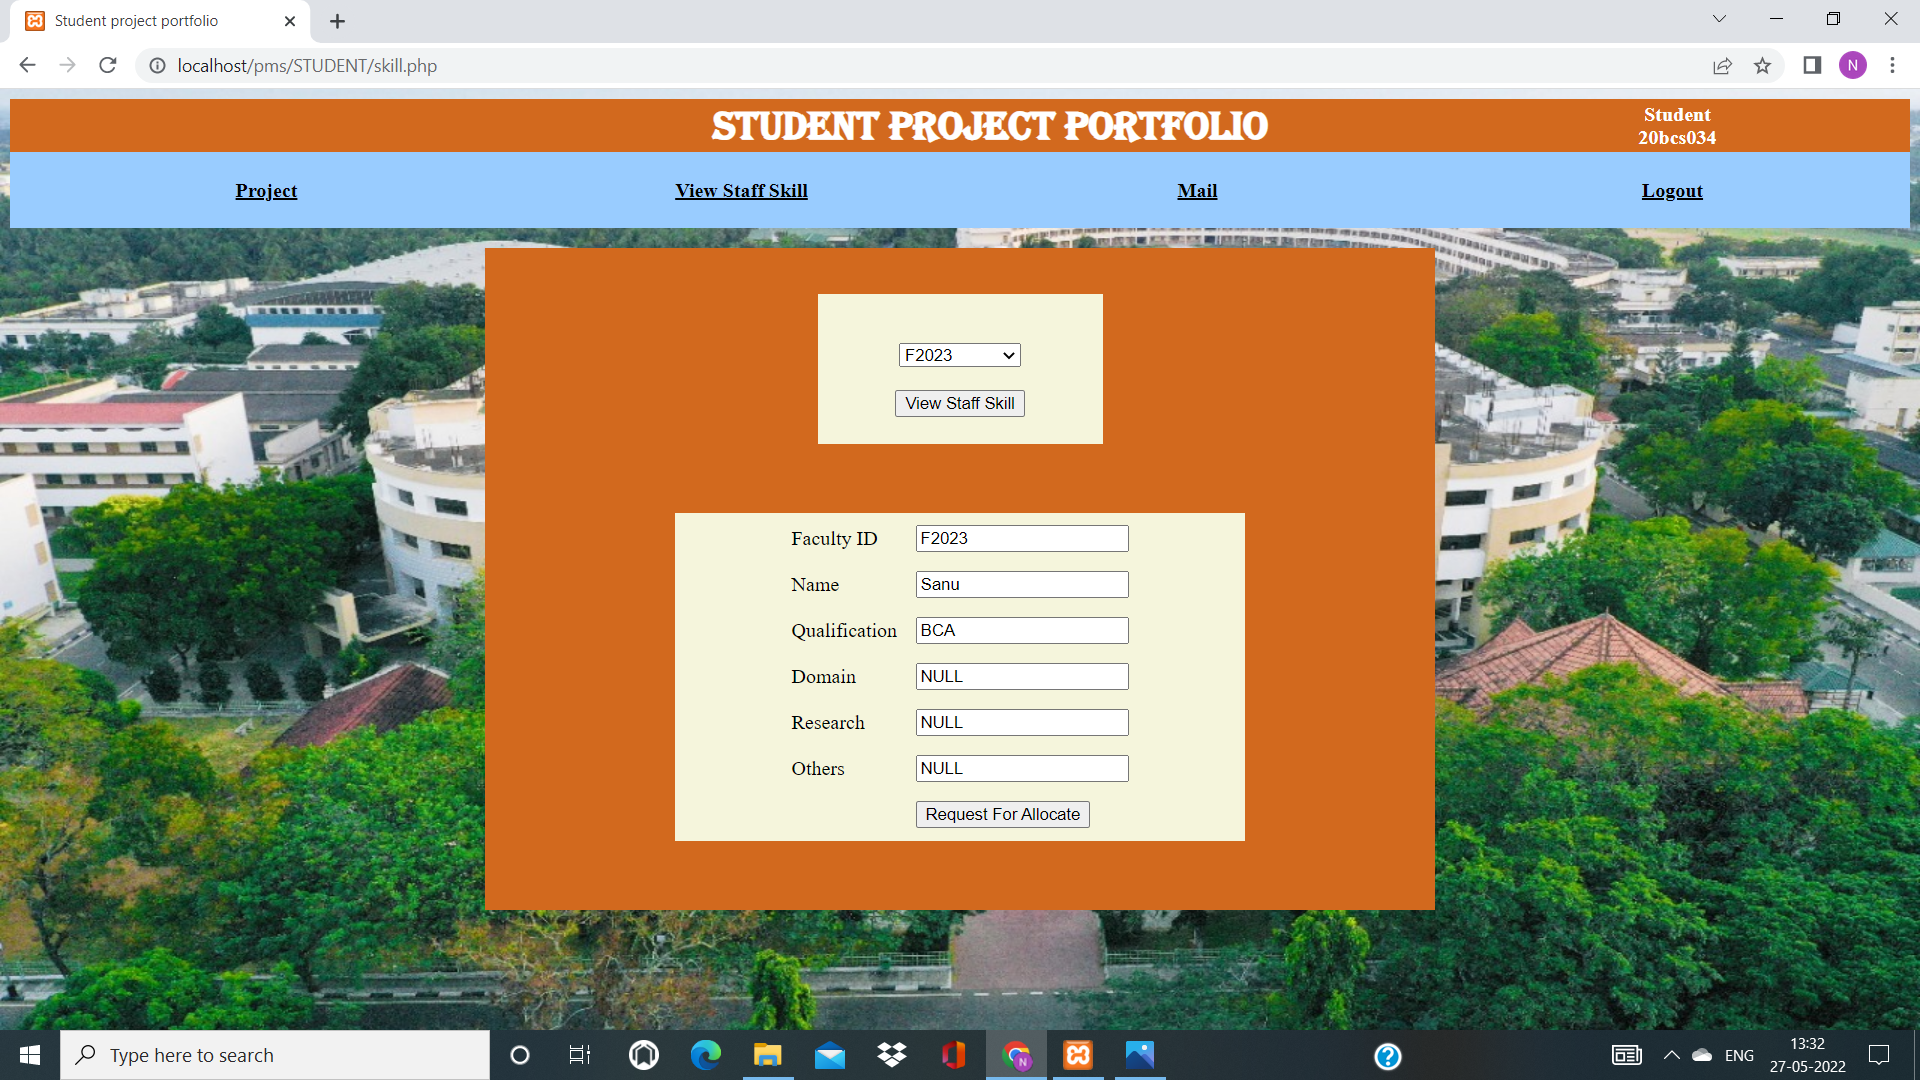 Student project portfolio
localhost/pms/STUDENT/skill.php
N
STUDENT PROJECT PORTFOLIO
Student
20bcs034
Project
View Staff Skill
Mail
Logout
F2023
View Staff Skill
Faculty ID F2023
Name Sanu
Qualification BCA
Domain NULL
Research NULL
Others NULL
Request For Allocate
Type here to search
N
ENG
13:32
27-05-2022